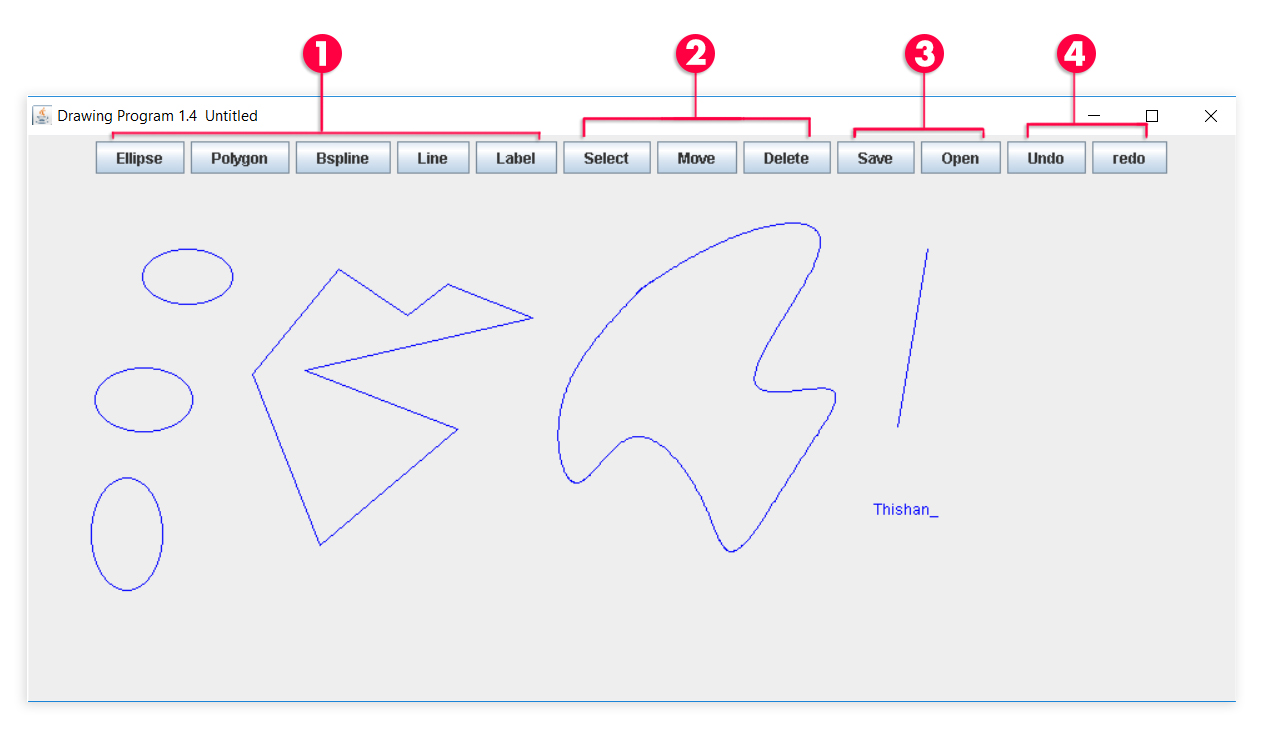 1 2 3 4
Drawing Program 1.4 Untitled
Ellipse Polygon Bspline Line Label Select Move Delete Save Open Undo redo
Thishan_